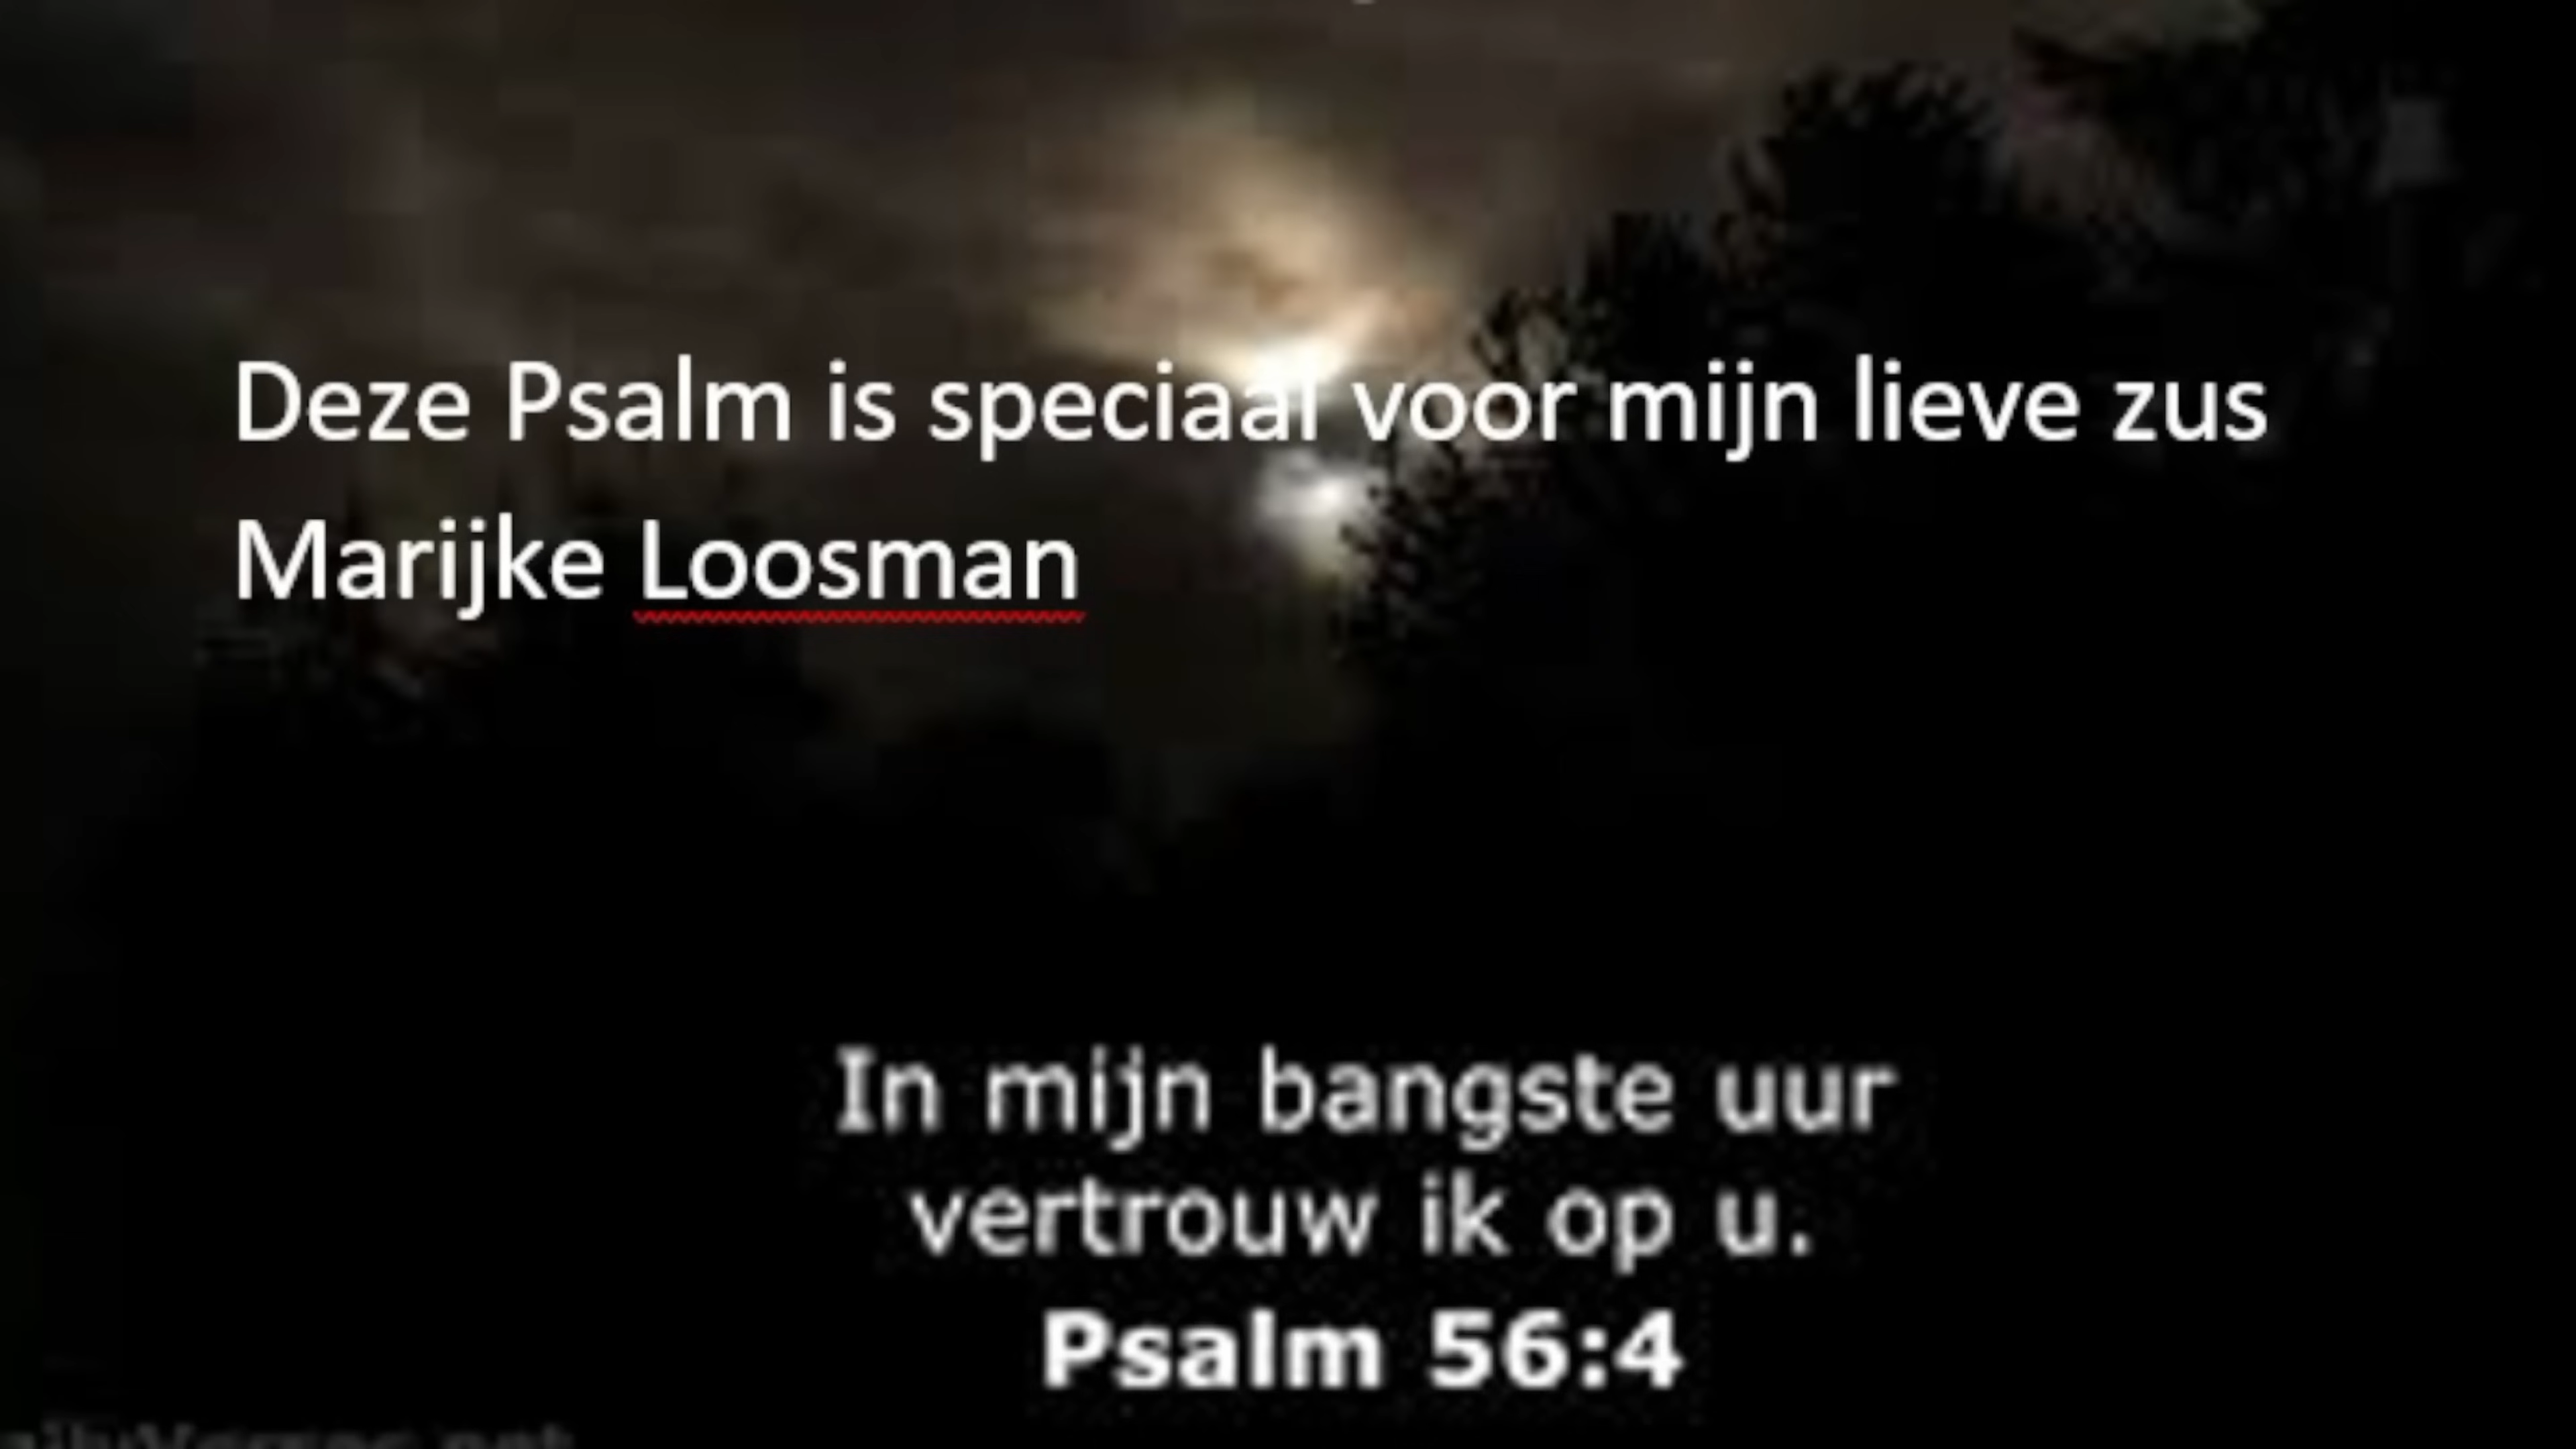 Deze Psalm is speciaal voor mijn lieve zus
Marijke Loosman
In mijn bangste uur
vertrouw ik op u.
Psalm 56:4